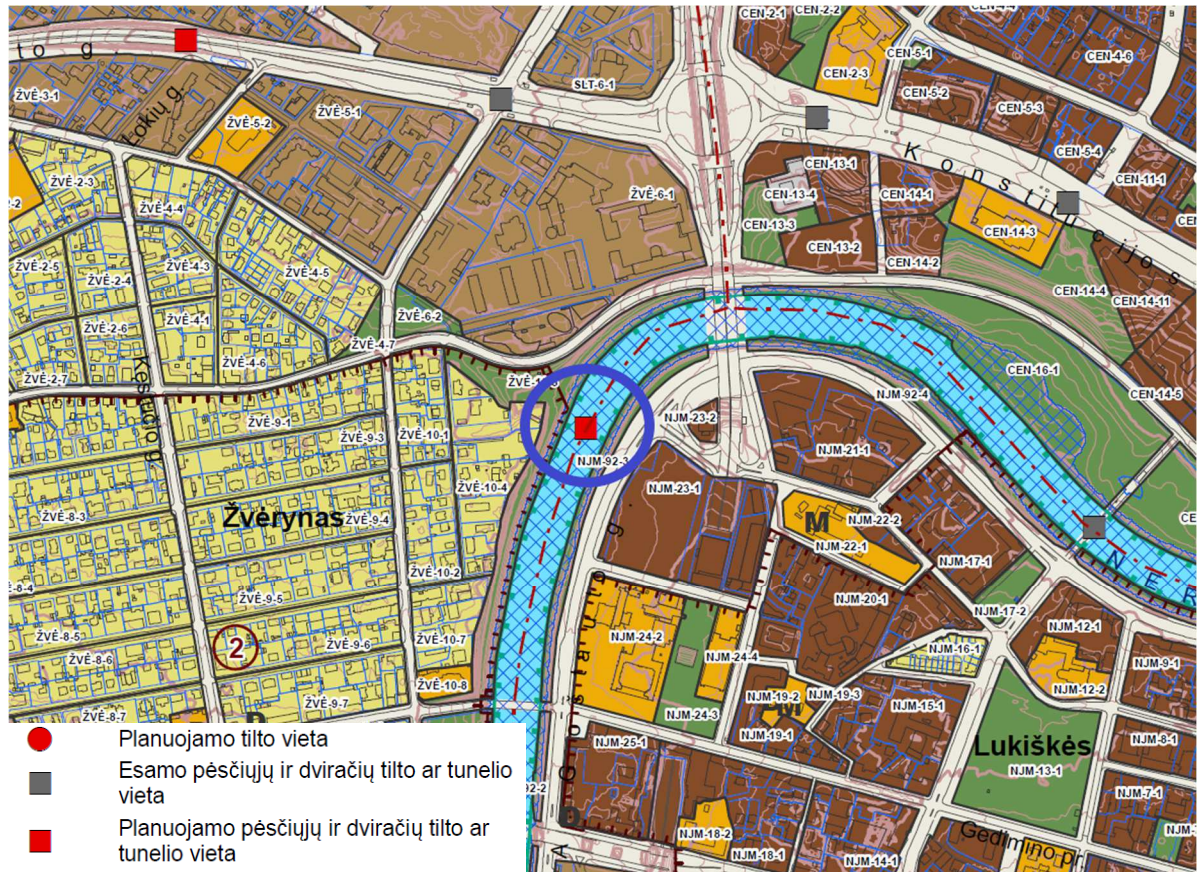 CEN-2-1
CEN-2-2
CEN-4-4
t o g.
CEN-5-1
CEN-4-6
CEN-2-3
SLT-6-1
ŽVĖ-3-1
Lokių g.
ŽVĖ-5-1
ŽVĖ-5-2
CEN-5-2
CEN-5-3
CEN-5-4
Konstitucijos
CEN-13-1
CEN-11-1
ŽVĖ-2-3
CEN-13-4
CEN-14-1
ŽVĖ-6-1
ŽVĖ-4-4
CEN-13-3
CEN-14-3
CEN-13-2
ŽVĖ-2-5
ŽVĖ-4-3
ŽVĖ-4-5
CEN-14-2
ŽVĖ-2-4
CEN-14-4
CEN-14-11
ŽVĖ-6-2
ŽVĖ-2-6
ŽVĖ-4-1
ŽVĖ-4-7
ŽVĖ-4-6
Kęstučio g.
ŽVĖ-2-7
CEN-16-1
CEN-14-5
NJM-92-4
NJM-23-2
ŽVĖ-9-1
ŽVĖ-9-3
ŽVĖ-10-1
NJM-21-1
NJM-92-3
ŽVĖ-10-4
NJM-23-1
ŽVĖ-8-3
Žvėrynas
ŽVĖ-9-4
M
NJM-22-2
NJM-22-1
NJM-17-1
ŽVĖ-10-2
ŽVĖ-9-5
NJM-20-1
NJM-17-2
NJM-12-1
ŽVĖ-8-5
ŽVĖ-10-7
NJM-24-2
2
ŽVĖ-9-6
NJM-24-4
NJM-16-1
NJM-9-1
ŽVĖ-8-6
ŽVĖ-10-8
NJM-12-2
NJM-19-2
NJM-19-3
ŽVĖ-9-7
NJM-15-1
ŽVĖ-8-7
NJM-24-3
NJM-19-1
M
NJM-25-1
NJM-8-1
Lukiškės
NJM-13-1
NJM-7-1
NJM-18-2
NJM-18-1
NJM-14-1
Gedimino pr.
Planuojamo tilto vieta
Esamo pėsčiųjų ir dviračių tilto ar tunelio
vieta
Planuojamo pėsčiųjų ir dviračių tilto ar
tunelio vieta